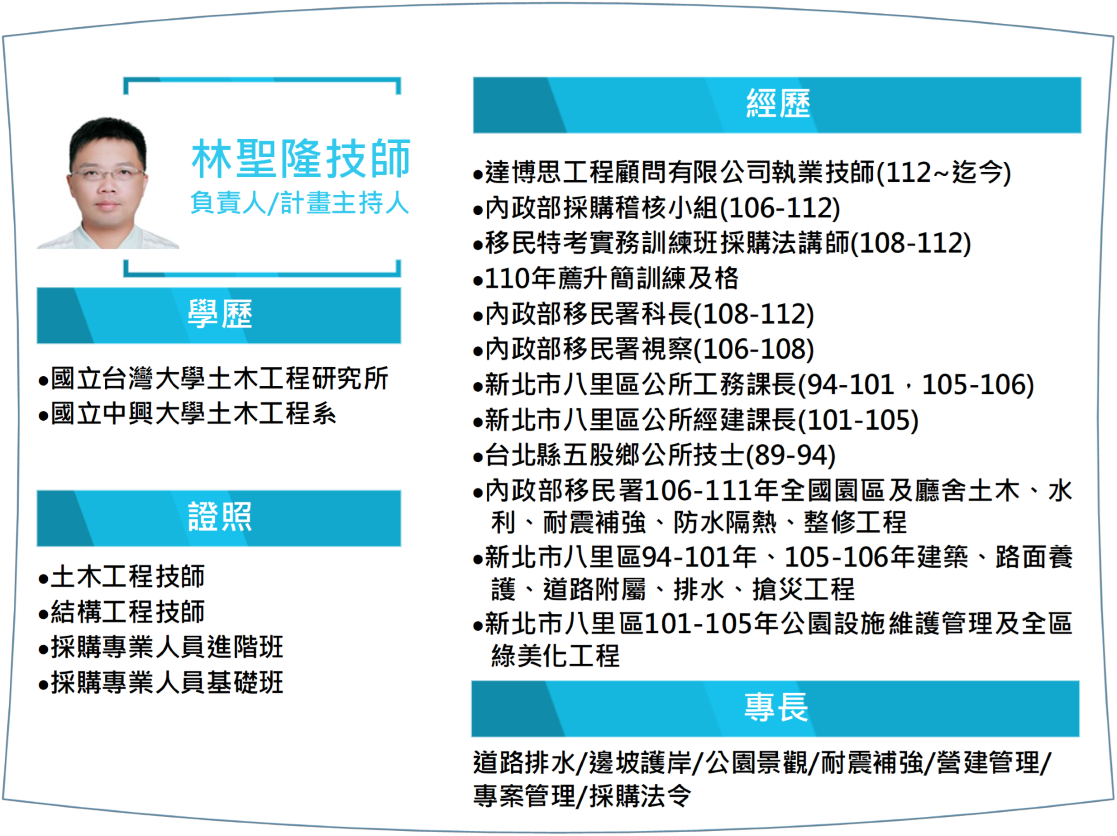 林聖隆技師
負責人/計畫主持人
學歷
●國立台灣大學土木工程研究所
●國立中興大學土木工程系
證照
●土木工程技師
●結構工程技師
●採購專業人員進階班
●採購專業人員基礎班
經歷
●達博思工程顧問有限公司執業技師(112~迄今)
●內政部採購稽核小組(106-112)
●移民特考實務訓練班採購法講師(108-112)
●110年薦升簡訓練及格
●內政部移民署科長(108-112)
●內政部移民署視察(106-108)
●新北市八里區公所工務課長(94-101，105-106)
●新北市八里區公所經建課長(101-105)
●台北縣五股鄉公所技士(89-94)
●內政部移民署106-111年全國園區及廳舍土木、水
利、耐震補強、防水隔熱、整修工程
●新北市八里區94-101年、105-106年建築、路面養
護、道路附屬、排水、搶災工程
●新北市八里區101-105年公園設施維護管理及全區
綠美化工程
專長
道路排水/邊坡護岸/公園景觀/耐震補強/營建管理/
專案管理/採購法令